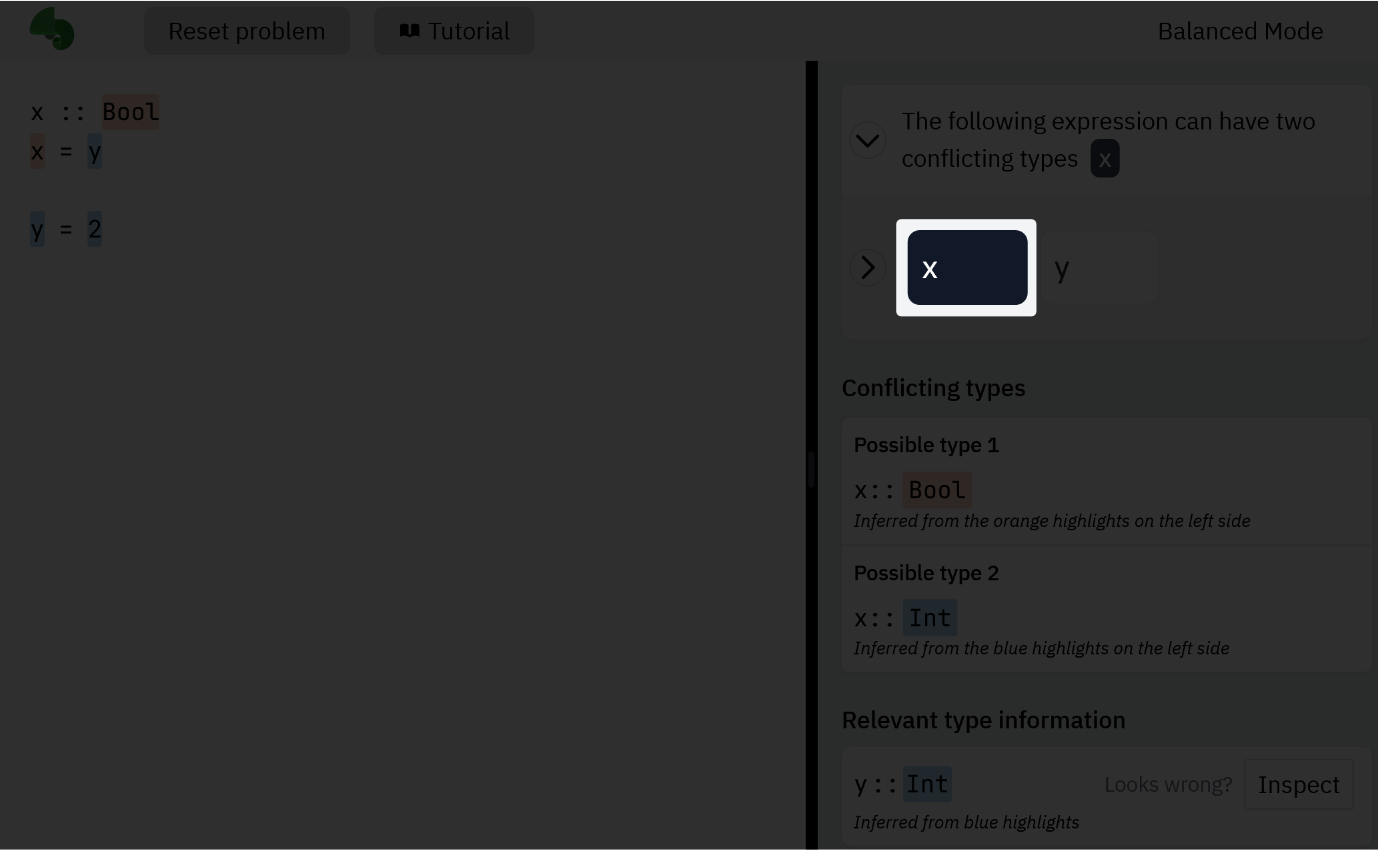 Reset problem
Tutorial
Balanced Mode
x :: Bool
x = y
y = 2
The following expression can have two
conflicting types x
x
y
Conflicting types
Possible type 1
x:: Bool
Inferred from the orange highlights on the left side
Possible type 2
x:: Int
Inferred from the blue highlights on the left side
Relevant type information
y::Int
Looks wrong?
Inspect
Inferred from blue highlights